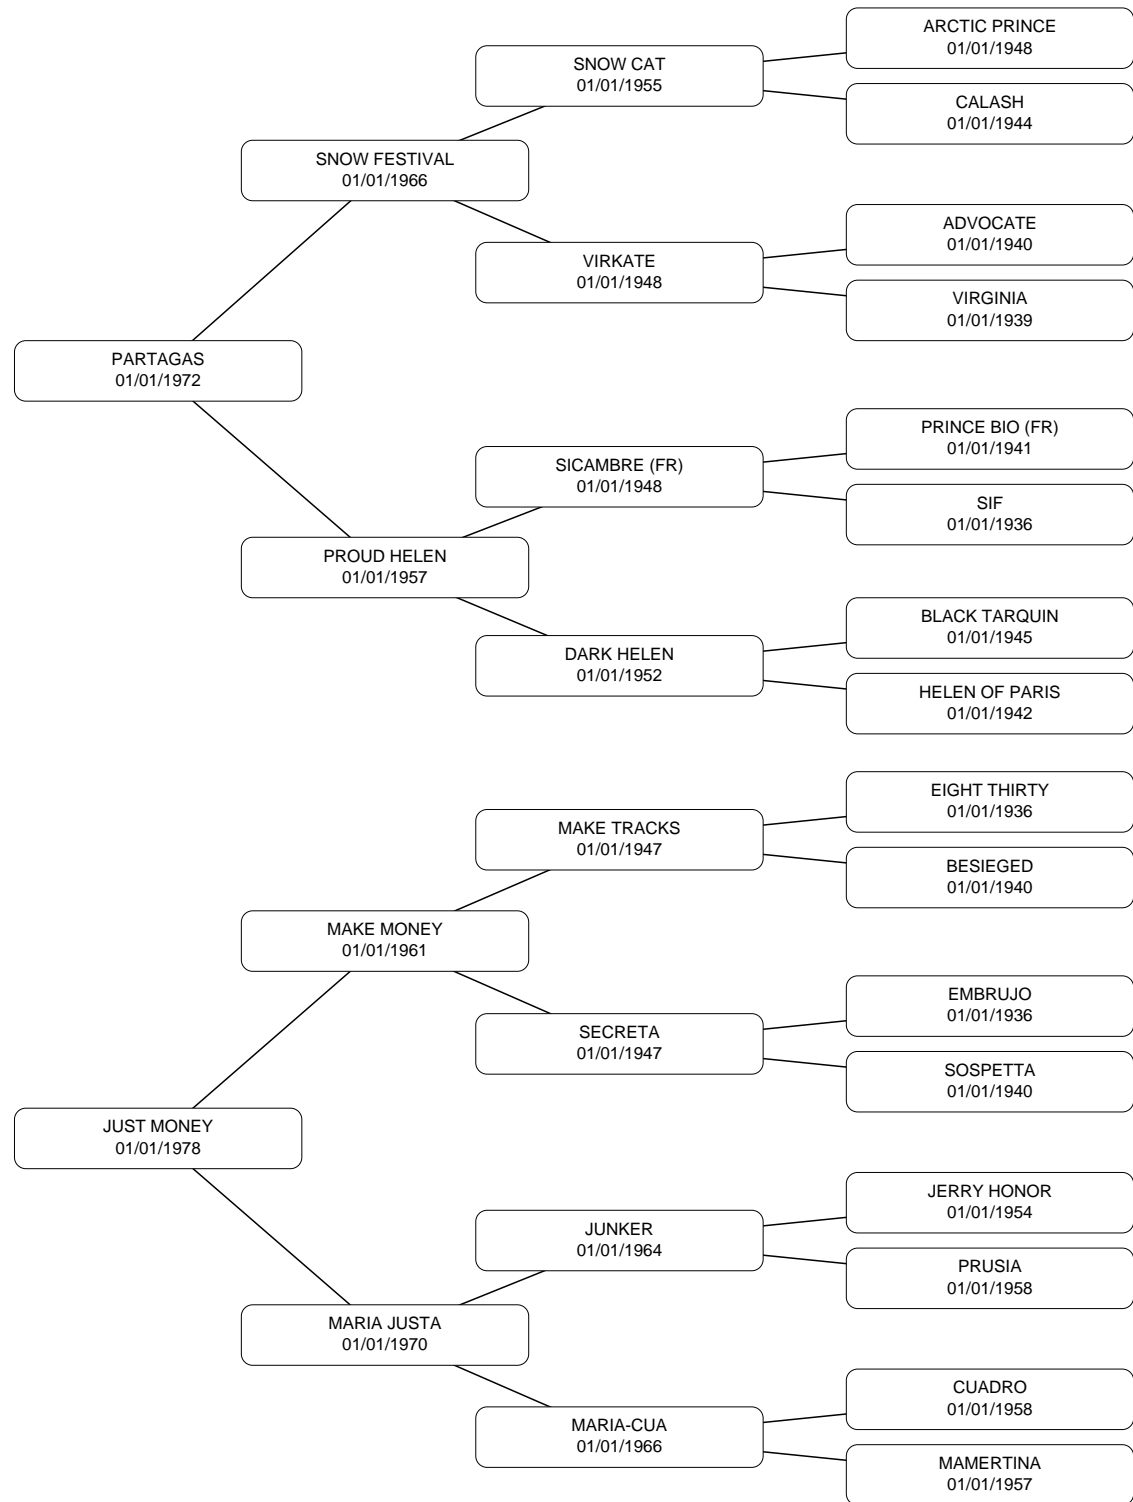 ARCTIC PRINCE
01/01/1948
SNOW CAT
01/01/1955
CALASH
01/01/1944
SNOW FESTIVAL
01/01/1966
ADVOCATE
01/01/1940
VIRKATE
01/01/1948
VIRGINIA
01/01/1939
PARTAGAS
01/01/1972
PRINCE BIO (FR)
01/01/1941
SICAMBRE (FR)
01/01/1948
SIF
01/01/1936
PROUD HELEN
01/01/1957
BLACK TARQUIN
01/01/1945
DARK HELEN
01/01/1952
HELEN OF PARIS
01/01/1942
EIGHT THIRTY
01/01/1936
MAKE TRACKS
01/01/1947
BESIEGED
01/01/1940
MAKE MONEY
01/01/1961
EMBRUJO
01/01/1936
SECRETA
01/01/1947
SOSPETTA
01/01/1940
JUST MONEY
01/01/1978
JERRY HONOR
01/01/1954
JUNKER
01/01/1964
PRUSIA
01/01/1958
MARIA JUSTA
01/01/1970
CUADRO
01/01/1958
MARIA-CUA
01/01/1966
MAMERTINA
01/01/1957